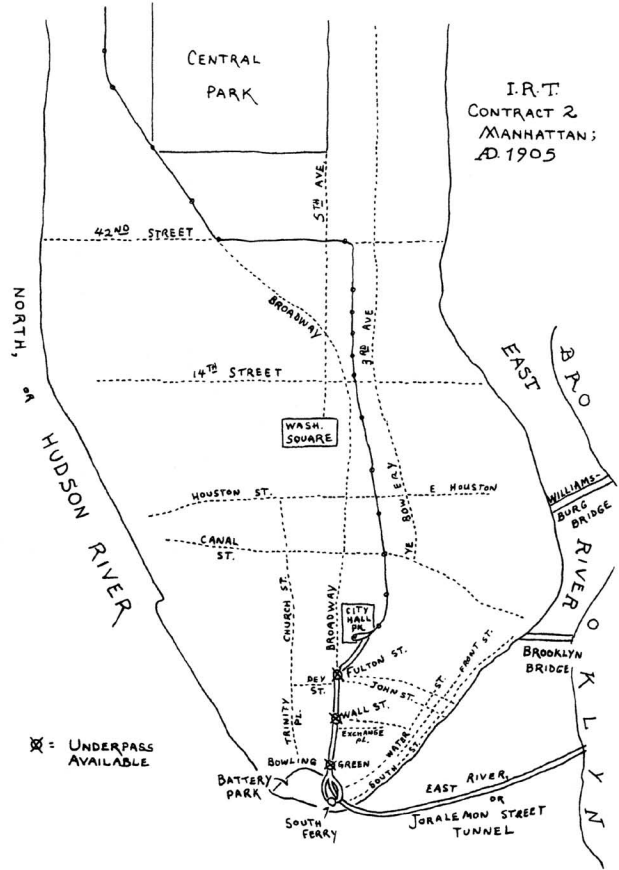 CENTRAL
PARK
I.R.T.
CONTRACT 2
MANHATTAN;
AD. 1905
5TH AVE.
42ND STREET
BROADWAY
3RD AVE
NORTH,
OR
HUDSON RIVER
EAST
RIVER
BROOKLYN
14TH STREET
WASH.
SQUARE
WILLIAMS-
BURG
BRIDGE
HOUSTON ST.
E HOUSTON
YE BOWERY
CANAL
ST.
CHURCH ST.
BROADWAY
CITY
HALL
PK.
FULTON ST.
DEY
ST.
JOHN ST.
FRONT ST.
BROOKLYN
BRIDGE
TRINITY
PL.
WALL ST.
EXCHANGE
PL.
WATER ST.
SOUTH ST.
= UNDERPASS
AVAILABLE
BOWLING GREEN
BATTERY
PARK
SOUTH
FERRY
EAST RIVER,
OR
JORALEMON STREET
TUNNEL